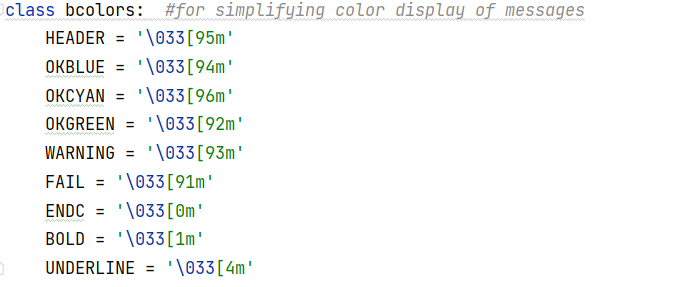 class bcolors:  #for simplifying color display of messages
    HEADER = '\033[95m'
    OKBLUE = '\033[94m'
    OKCYAN = '\033[96m'
    OKGREEN = '\033[92m'
    WARNING = '\033[93m'
    FAIL = '\033[91m'
    ENDC = '\033[0m'
    BOLD = '\033[1m'
    UNDERLINE = '\033[4m'